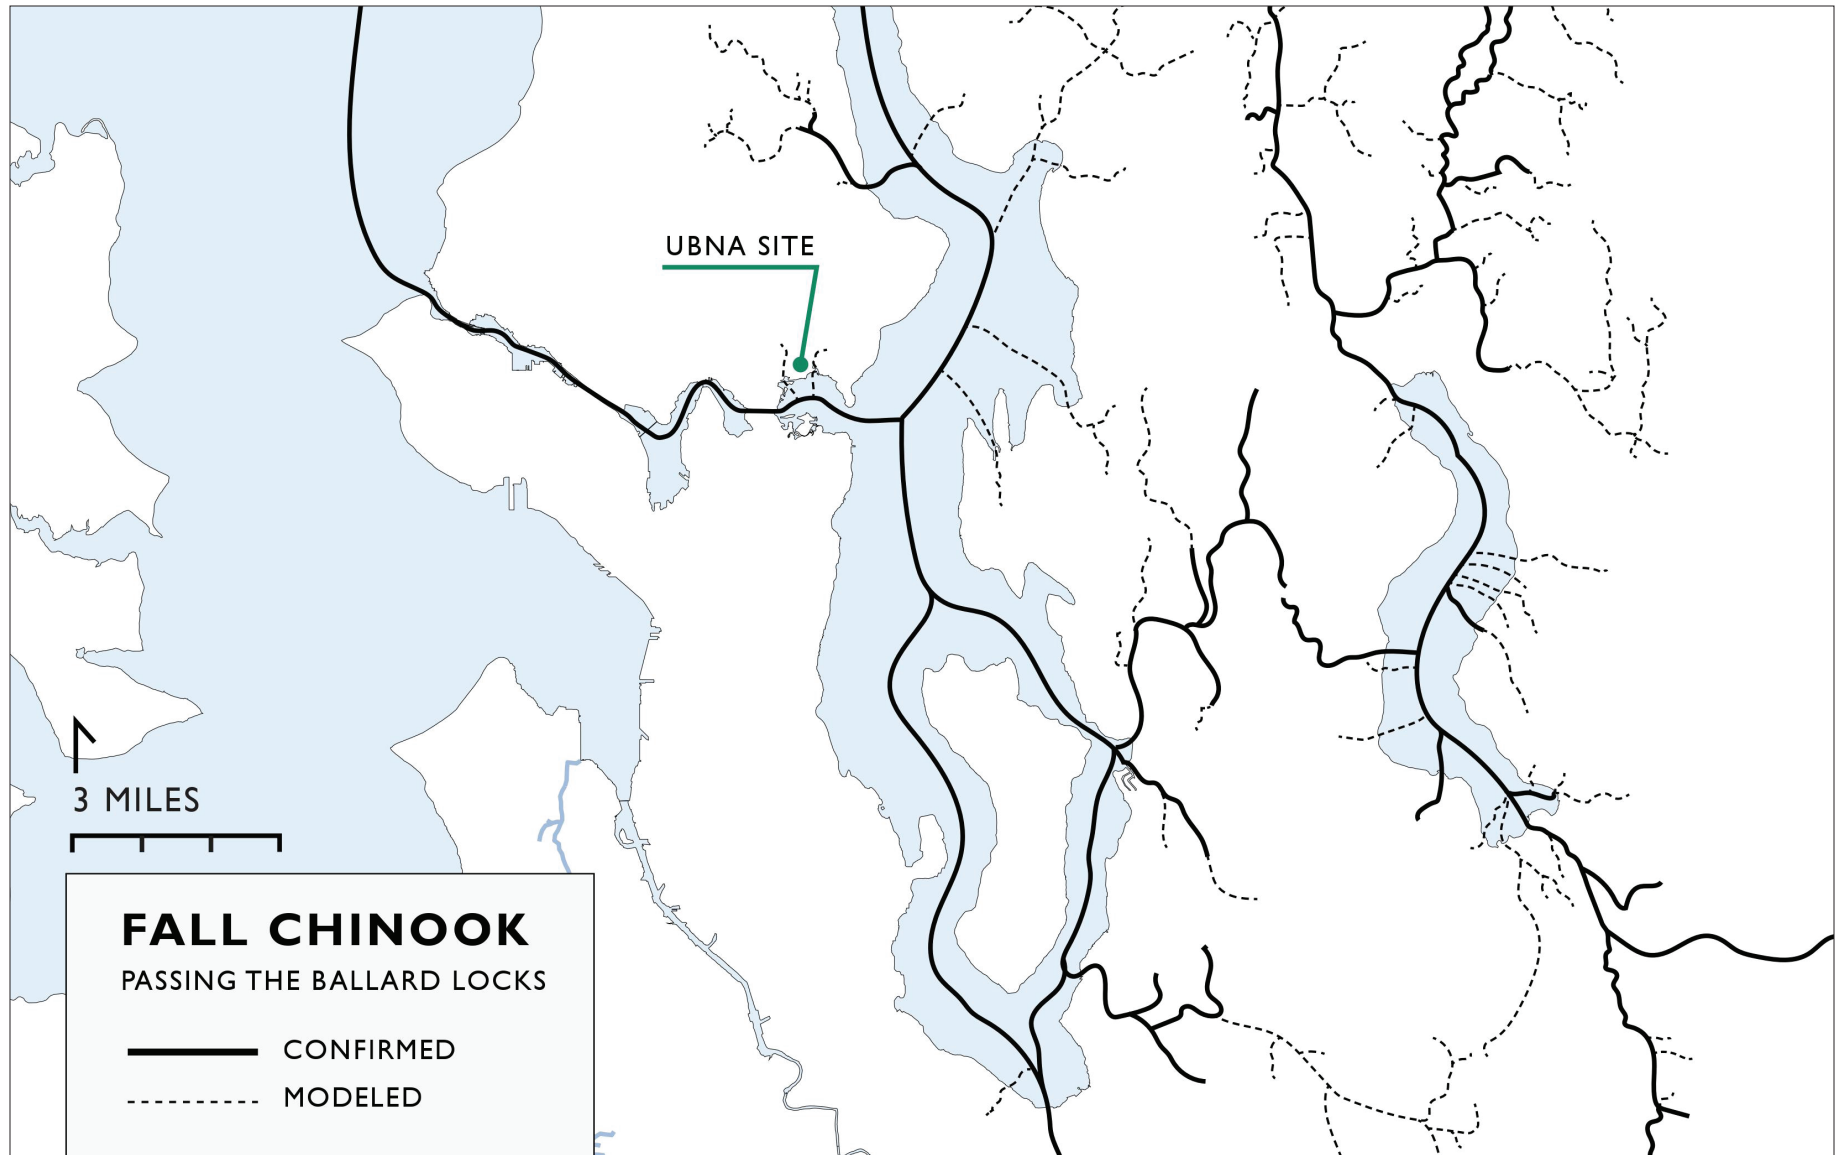 UBNA SITE
3 MILES
FALL CHINOOK
PASSING THE BALLARD LOCKS
CONFIRMED
MODELED